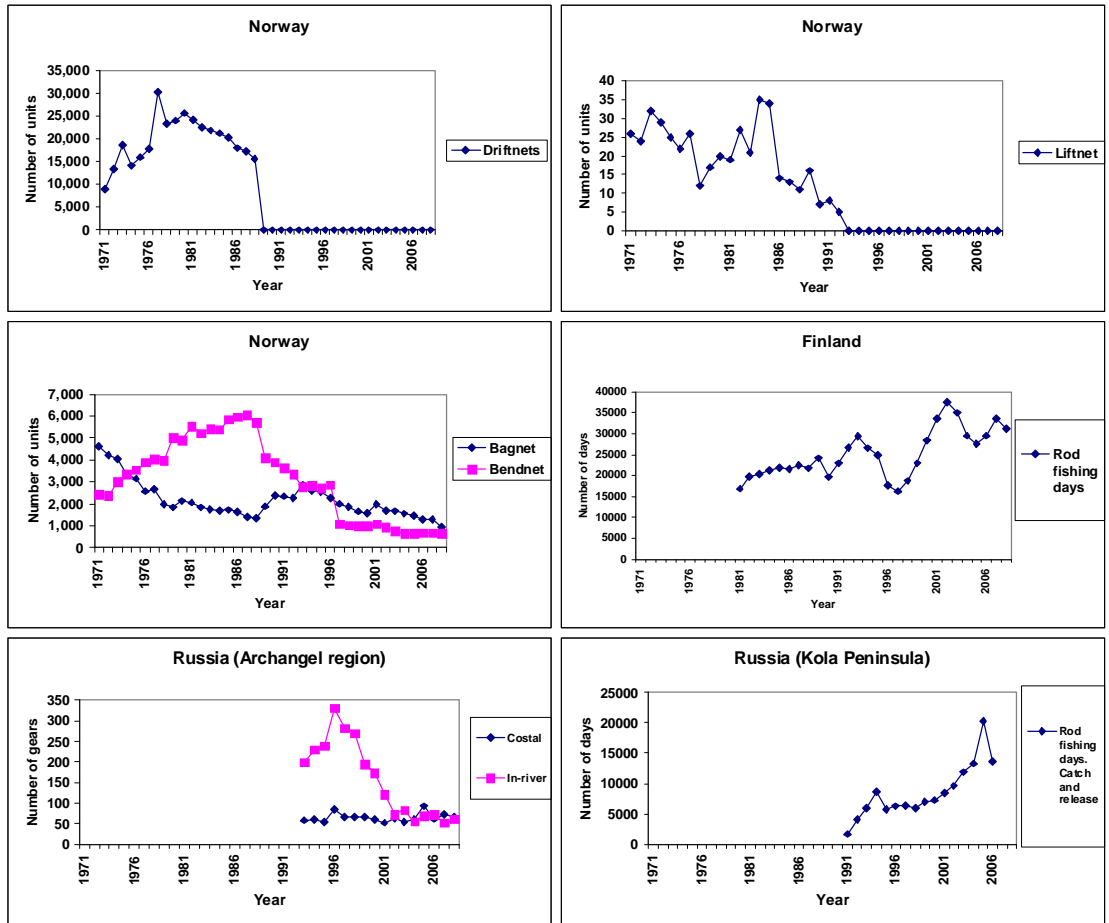 Norway
Number of units
35,000
30,000
25,000
20,000
15,000
10,000
5,000
0
1971
1976
1981
1986
1991
1996
2001
2006
Year
Driftnets
Norway
Number of units
40
35
30
25
20
15
10
5
0
1971
1976
1981
1986
1991
1996
2001
2006
Year
Liftnet
Norway
Number of units
7,000
6,000
5,000
4,000
3,000
2,000
1,000
0
1971
1976
1981
1986
1991
1996
2001
2006
Year
Bagnet
Bendnet
Finland
Number of days
40000
35000
30000
25000
20000
15000
10000
5000
0
1971
1976
1981
1986
1991
1996
2001
2006
Year
Rod
fishing
days
Russia (Archangel region)
Number of gears
350
300
250
200
150
100
50
0
1971
1976
1981
1986
1991
1996
2001
2006
Year
Costal
In-river
Russia (Kola Peninsula)
Number of days
25000
20000
15000
10000
5000
0
1971
1976
1981
1986
1991
1996
2001
2006
Year
Rod
fishing
days.
Catch
and
release